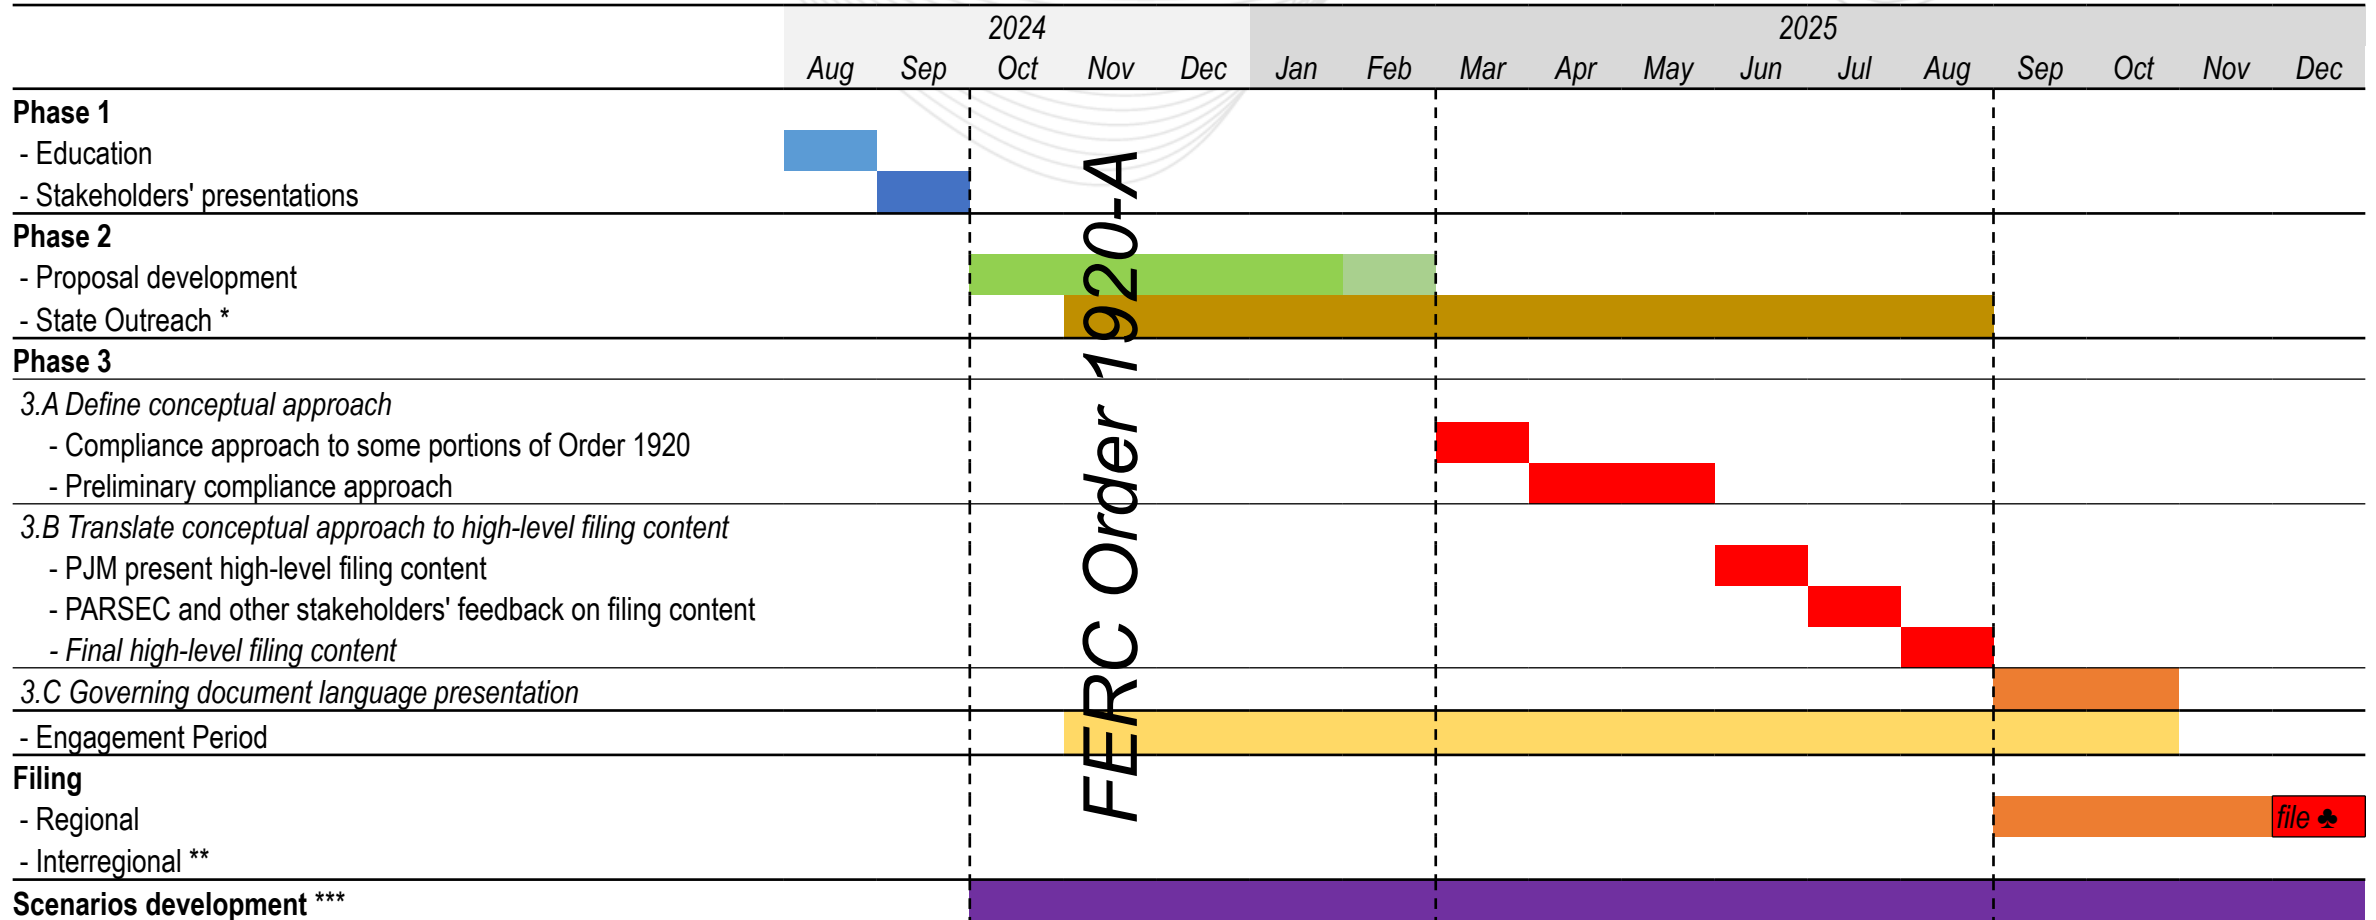 2024 2025
Aug Sep Oct Nov Dec Jan Feb Mar Apr May Jun Jul Aug Sep Oct Nov Dec
Phase 1
- Education
- Stakeholders' presentations
Phase 2
- Proposal development
- State Outreach *
Phase 3
3.A Define conceptual approach
- Compliance approach to some portions of Order 1920
- Preliminary compliance approach
3.B Translate conceptual approach to high-level filing content
- PJM present high-level filing content
- PARSEC and other stakeholders' feedback on filing content
- Final high-level filing content
3.C Governing document language presentation
- Engagement Period
Filing
- Regional
file ♣
- Interregional **
Scenarios development ***
FERC Order 1920-A